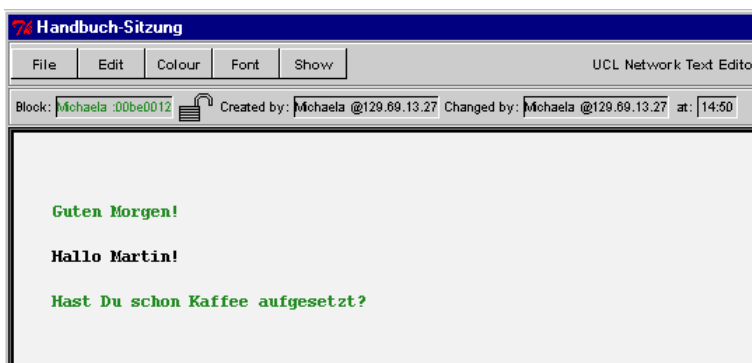 Handbuch-Sitzung
File Edit Colour Font Show UCL Network Text Edito
Block: Michaela :00be0012 Created by: Michaela @129.69.13.27 Changed by: Michaela @129.69.13.27 at: 14:50
Guten Morgen!
Hallo Martin!
Hast Du schon Kaffee aufgesetzt?